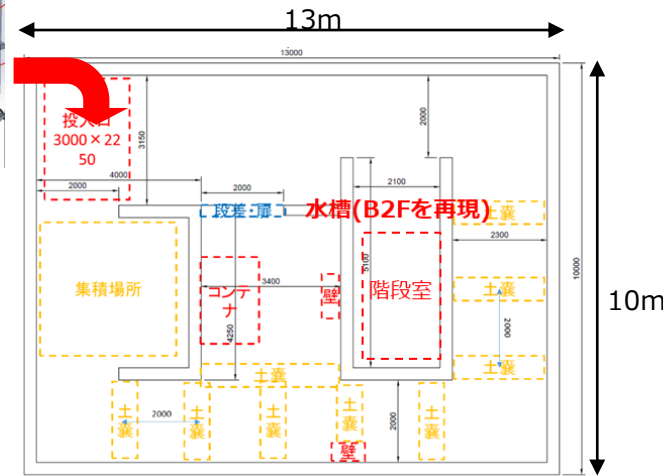 13m
13000
投入口
3000×22
50
3150
2000
4000
2000
2000
2100
段差・扉
水槽(B2Fを再現)
土嚢
2300
10000
集積場所
コンテ
ナ
3400
壁
5100
階段室
土嚢
10m
4250
2000
土嚢
土嚢
土嚢
2000
土嚢
土嚢
土嚢
土嚢
2000
壁